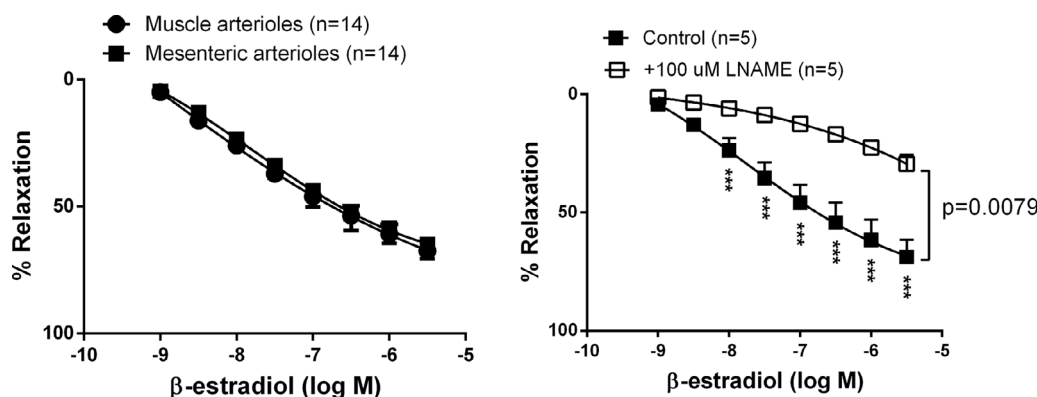 Muscle arterioles (n=14)
Mesenteric arterioles (n=14)
% Relaxation
0
50
100
-10
-9
-8
-7
-6
-5
β-estradiol (log M)
Control (n=5)
+100 uM LNAME (n=5)
% Relaxation
0
50
100
***
***
***
***
***
***
p=0.0079
-10
-9
-8
-7
-6
-5
β-estradiol (log M)